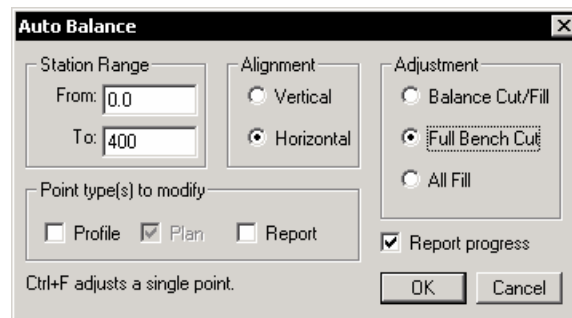 Auto Balance
Station Range
From: 0.0
To: 400
Alignment
Vertical
Horizontal
Adjustment
Balance Cut/Fill
Full Bench Cut
All Fill
Point type(s) to modify
Profile Plan Report
Report progress
Ctrl+F adjusts a single point.
OK Cancel